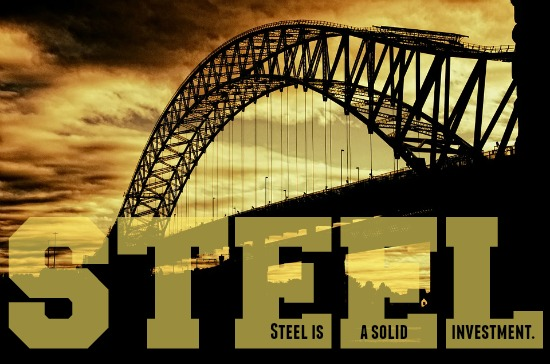 STEEL
STEEL IS A SOLID INVESTMENT.